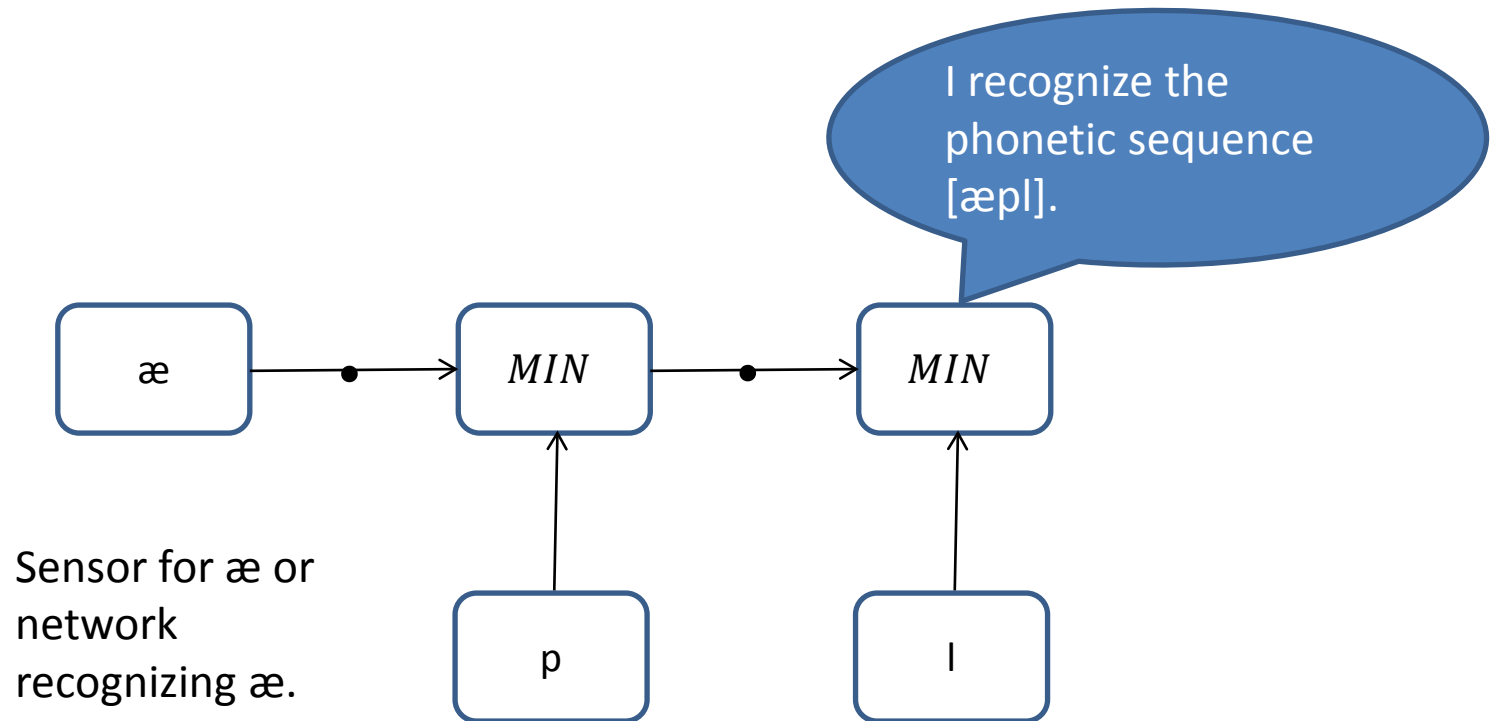 I recognize the
phonetic sequence
[æpl].
æ
MIN
MIN
Sensor for æ or
network
recognizing æ.
p
l